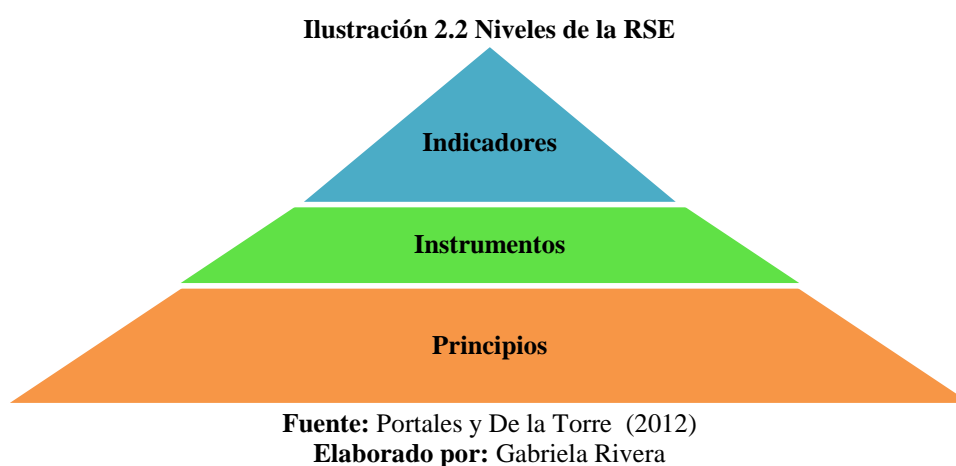 Ilustración 2.2 Niveles de la RSE
Indicadores
Instrumentos
Principios
Fuente: Portales y De la Torre (2012)
Elaborado por: Gabriela Rivera